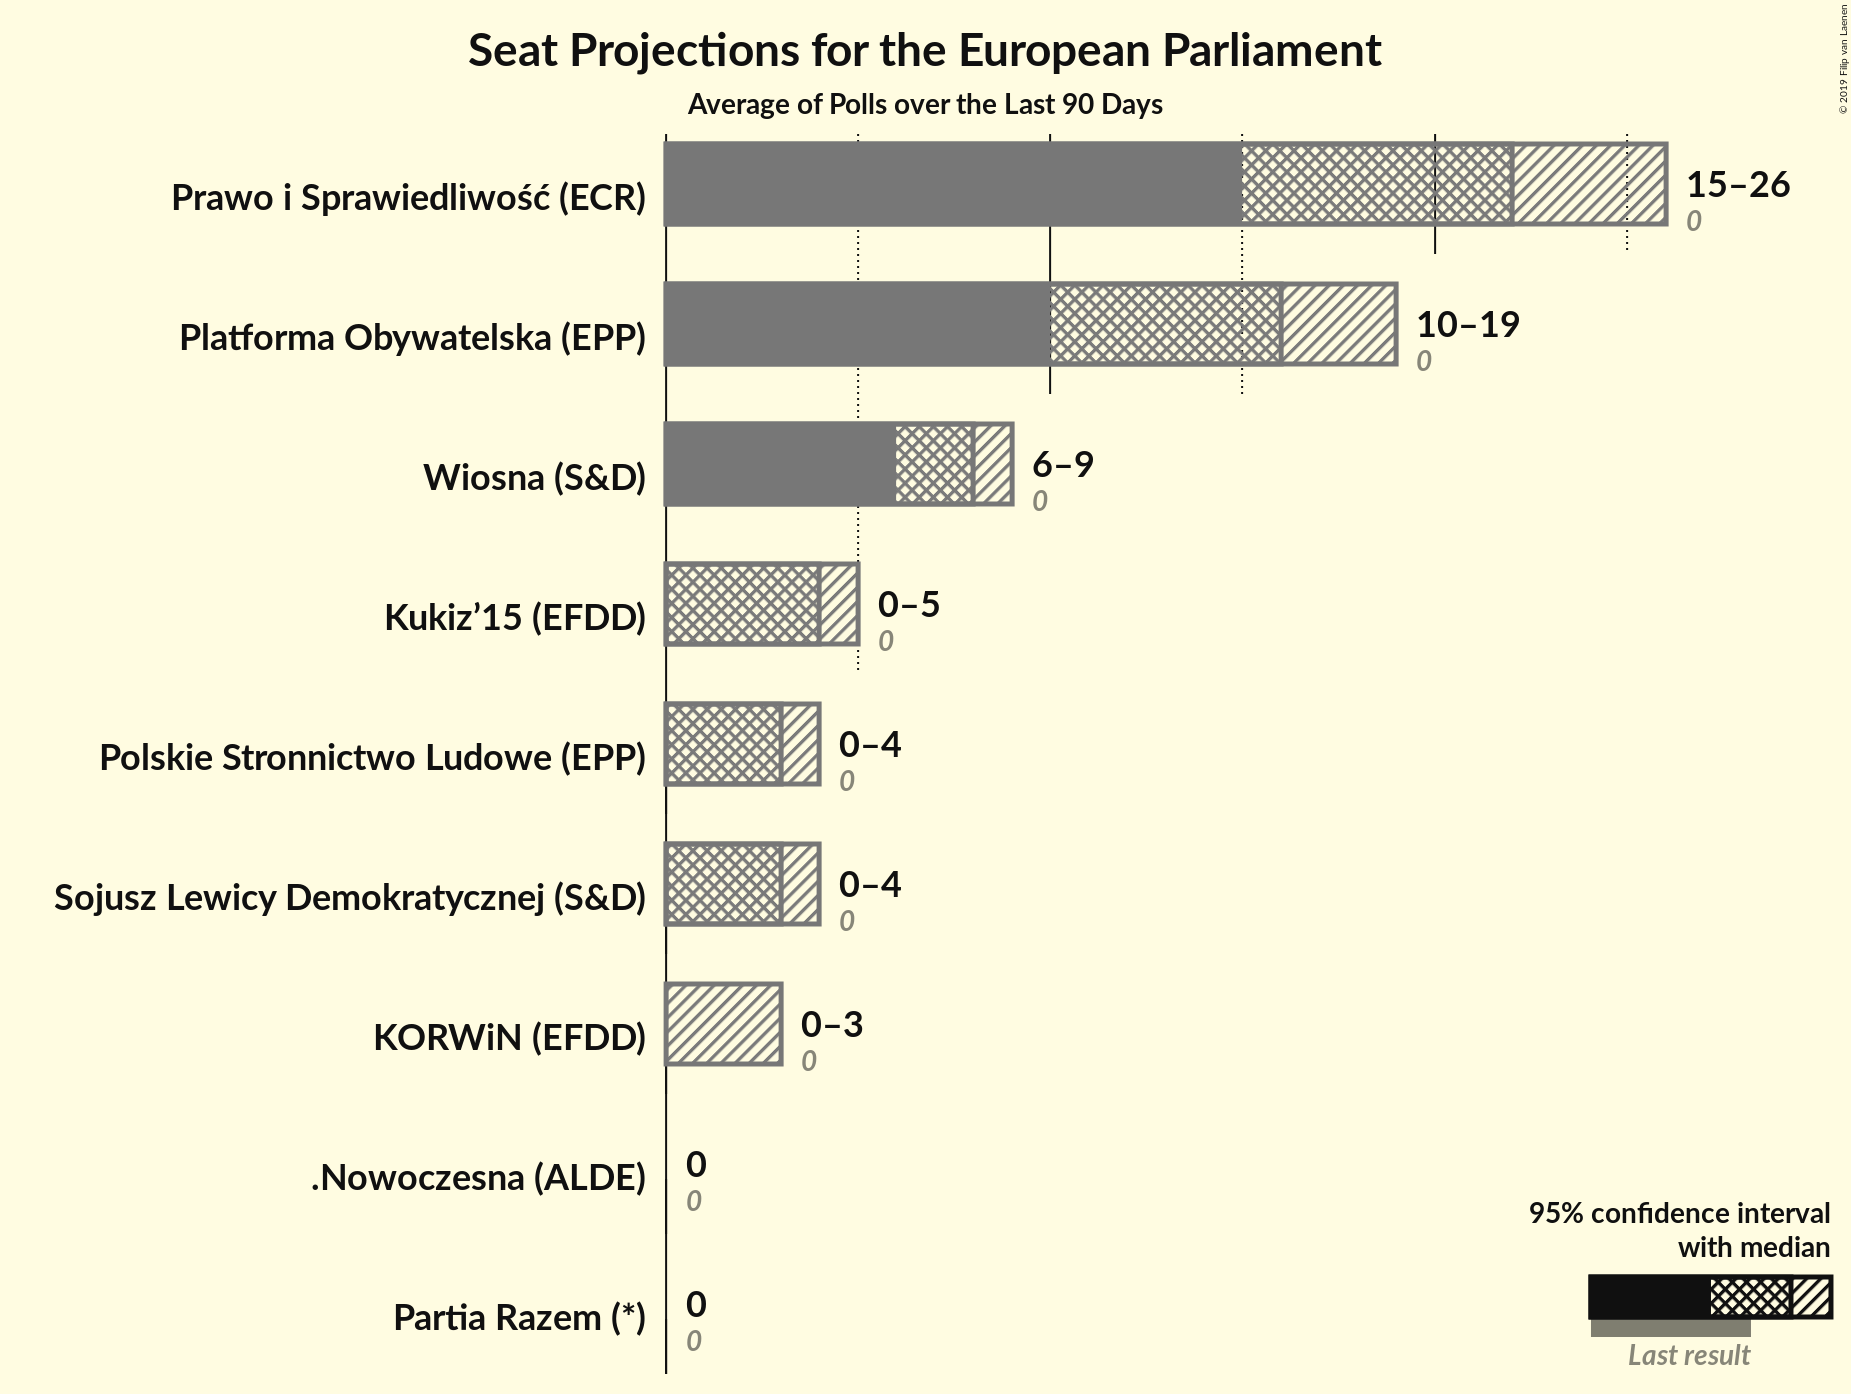 Seat Projections for the European Parliament
Average of Polls over the Last 90 Days
© 2019 Filip van Laenen
Prawo i Sprawiedliwość (ECR)
15–26
0
Platforma Obywatelska (EPP)
10–19
0
Wiosna (S&D)
6–9
0
Kukiz’15 (EFDD)
0–5
0
Polskie Stronnictwo Ludowe (EPP)
0–4
0
Sojusz Lewicy Demokratycznej (S&D)
0–4
0
KORWiN (EFDD)
0–3
0
.Nowoczesna (ALDE)
0
0
Partia Razem (*)
0
0
95% confidence interval
with median
Last result